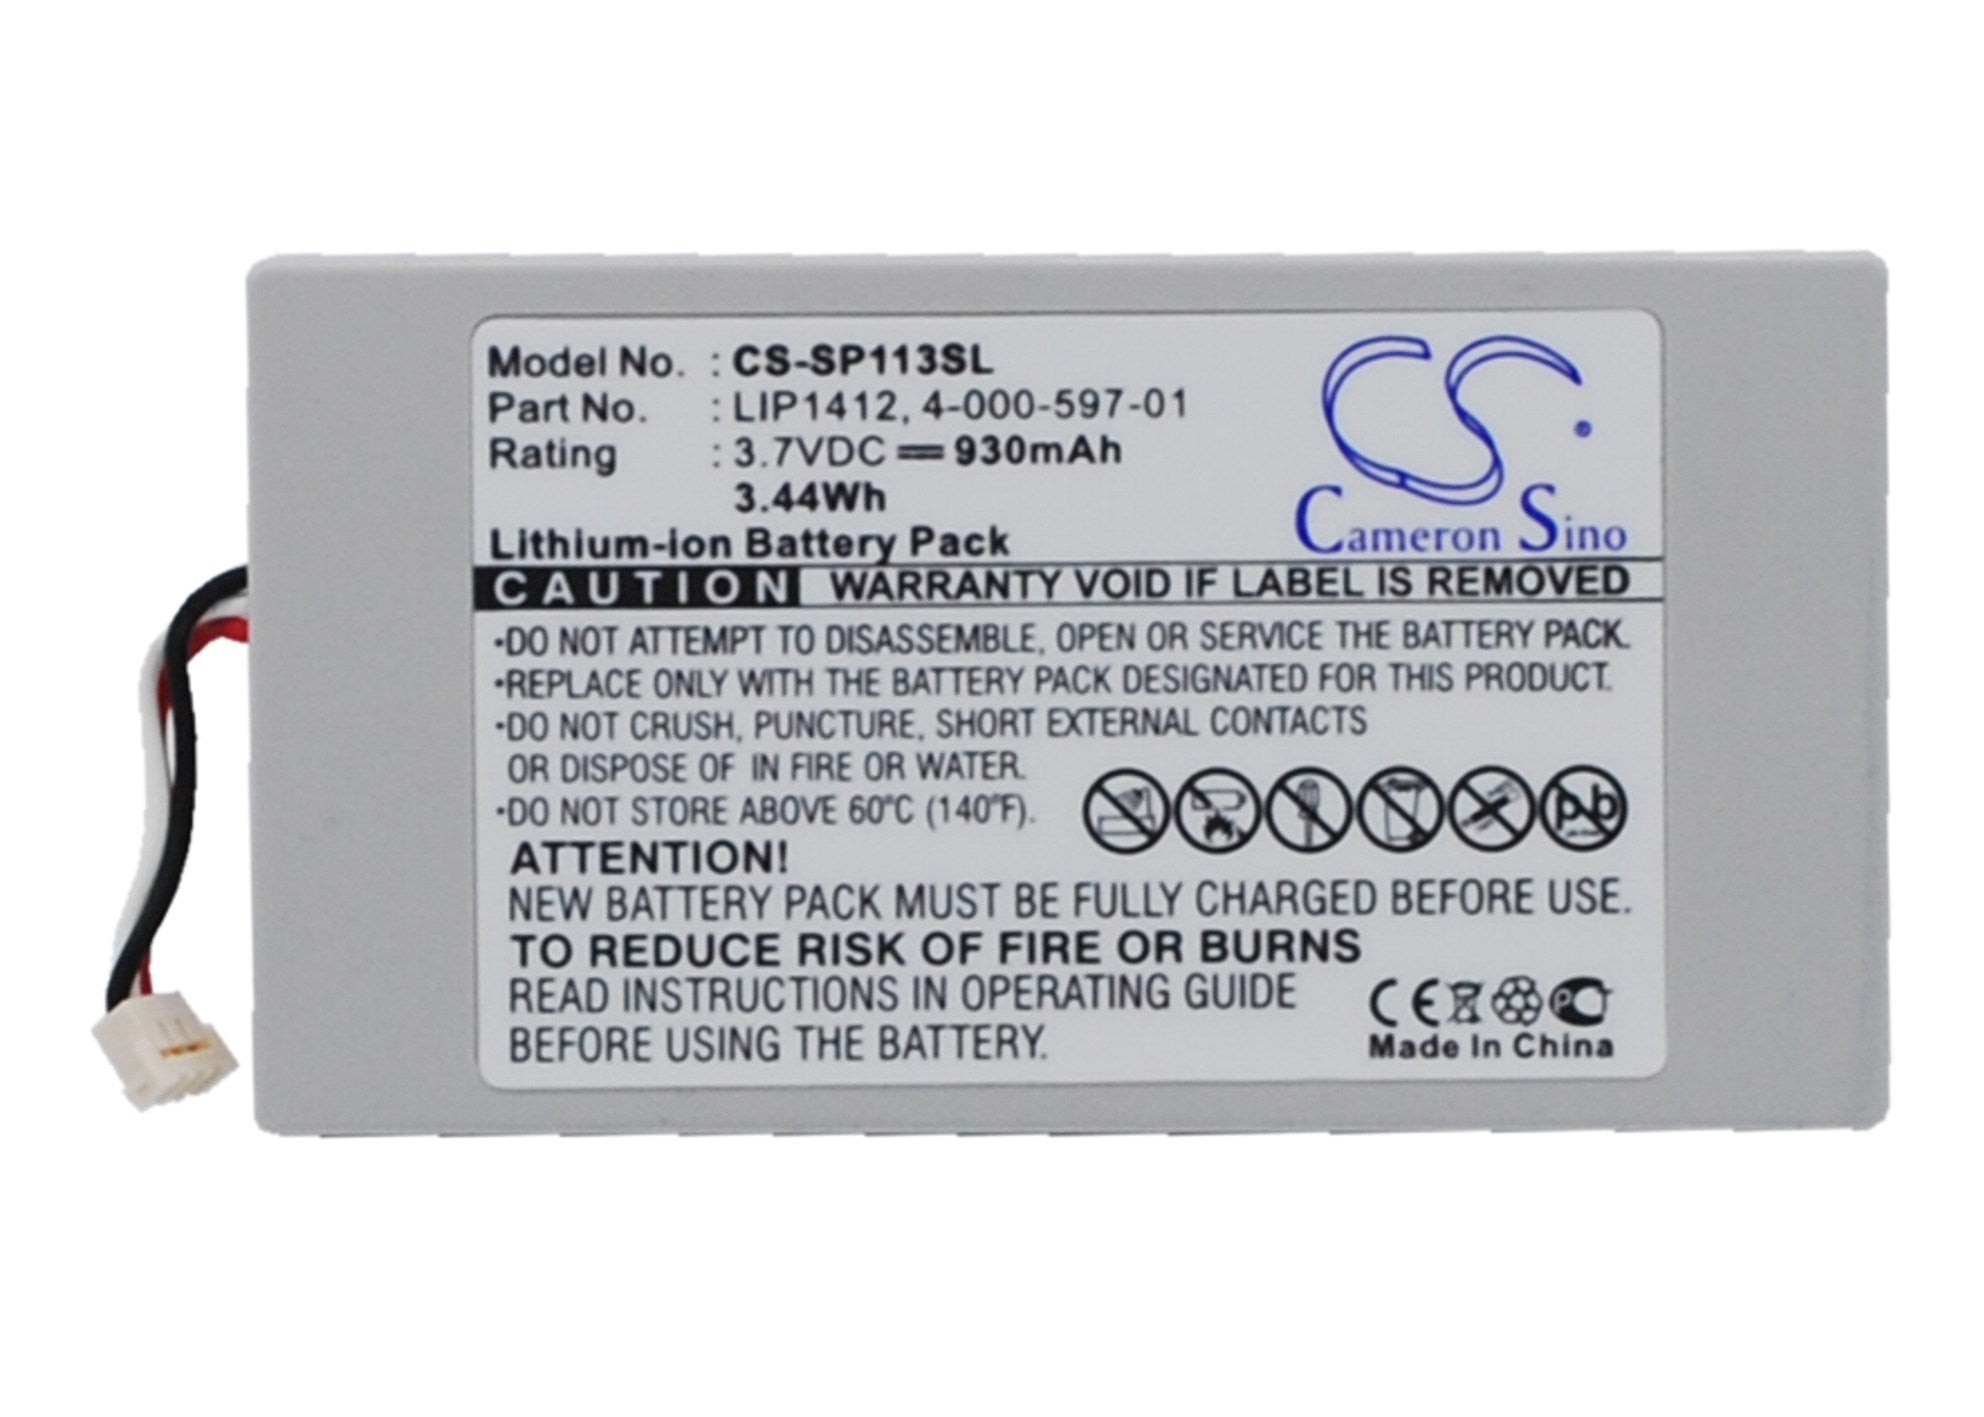 Model No. : CS-SP113SL
Part No. : LIP1412, 4-000-597-01
Rating : 3.7VDC 930mAh
3.44Wh
Lithium-ion Battery Pack
CS
Cameron Sino
CAUTION WARRANTY VOID IF LABEL IS REMOVED
•DO NOT ATTEMPT TO DISASSEMBLE, OPEN OR SERVICE THE BATTERY PACK.
•REPLACE ONLY WITH THE BATTERY PACK DESIGNATED FOR THIS PRODUCT.
•DO NOT CRUSH, PUNCTURE, SHORT EXTERNAL CONTACTS
OR DISPOSE OF IN FIRE OR WATER.
•DO NOT STORE ABOVE 60°C (140°F).
pb
ATTENTION!
NEW BATTERY PACK MUST BE FULLY CHARGED BEFORE USE.
TO REDUCE RISK OF FIRE OR BURNS
READ INSTRUCTIONS IN OPERATING GUIDE
BEFORE USING THE BATTERY.
CE PC
Made In China